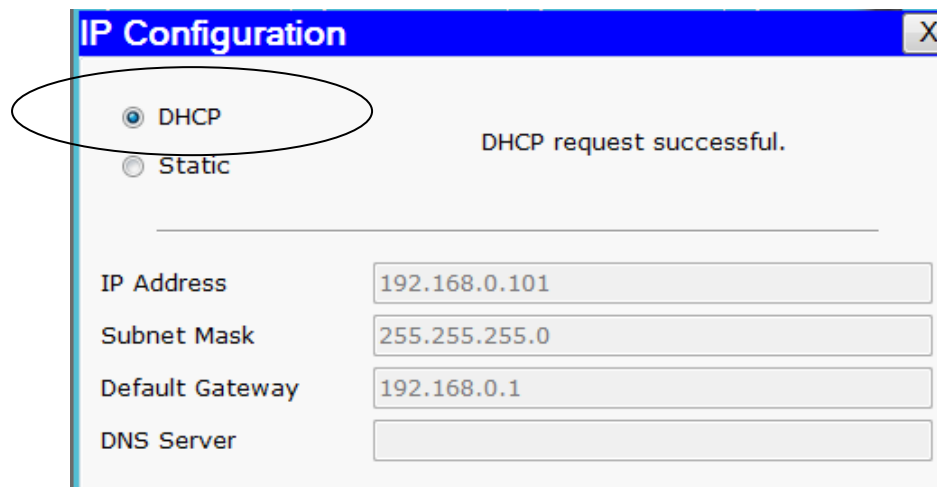 IP Configuration
X
DHCP
DHCP request successful.
Static
IP Address
192.168.0.101
Subnet Mask
255.255.255.0
Default Gateway
192.168.0.1
DNS Server